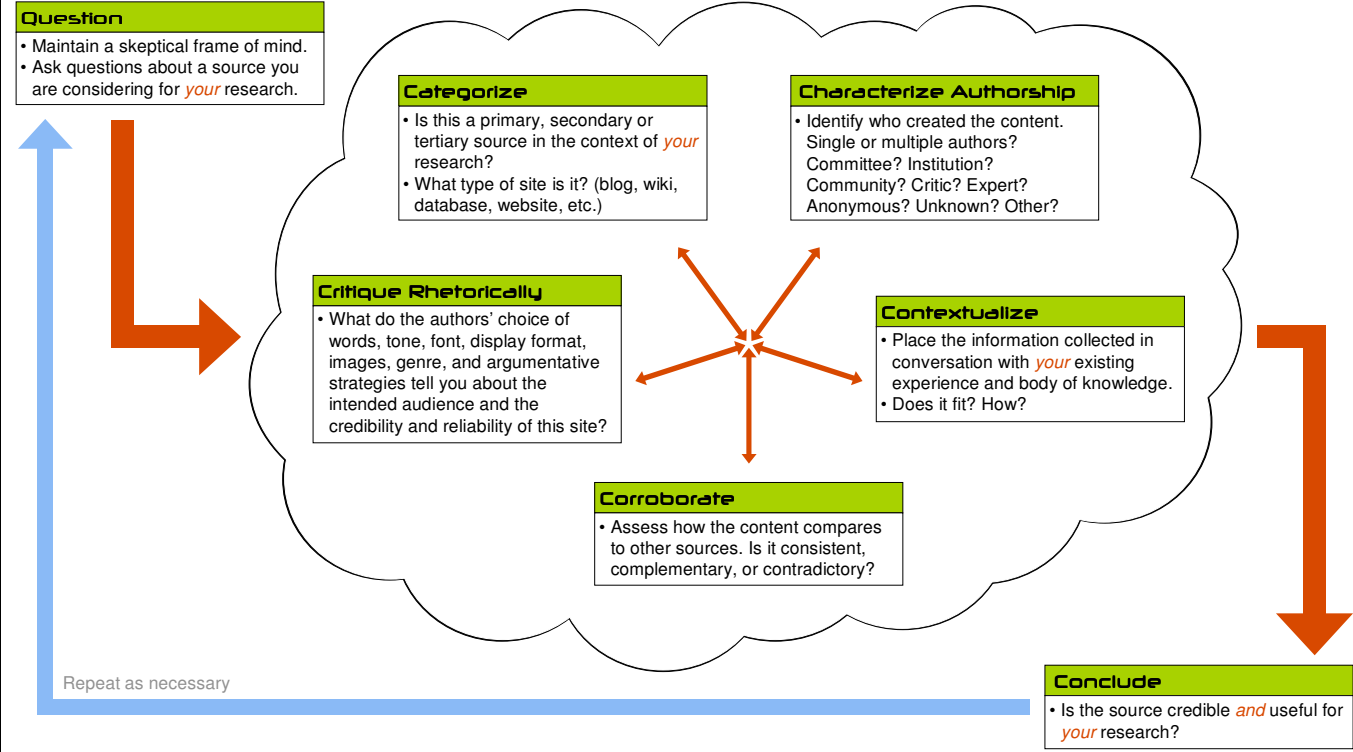 Question
• Maintain a skeptical frame of mind.
• Ask questions about a source you
are considering for your research.
Categorize
• Is this a primary, secondary or
tertiary source in the context of your
research?
• What type of site is it? (blog, wiki,
database, website, etc.)
Characterize Authorship
• Identify who created the content.
Single or multiple authors?
Committee? Institution?
Community? Critic? Expert?
Anonymous? Unknown? Other?
Critique Rhetorically
• What do the authors’ choice of
words, tone, font, display format,
images, genre, and argumentative
strategies tell you about the
intended audience and the
credibility and reliability of this site?
Contextualize
• Place the information collected in
conversation with your existing
experience and body of knowledge.
• Does it fit? How?
Corroborate
• Assess how the content compares
to other sources. Is it consistent,
complementary, or contradictory?
Conclude
• Is the source credible and useful for
your research?
Repeat as necessary